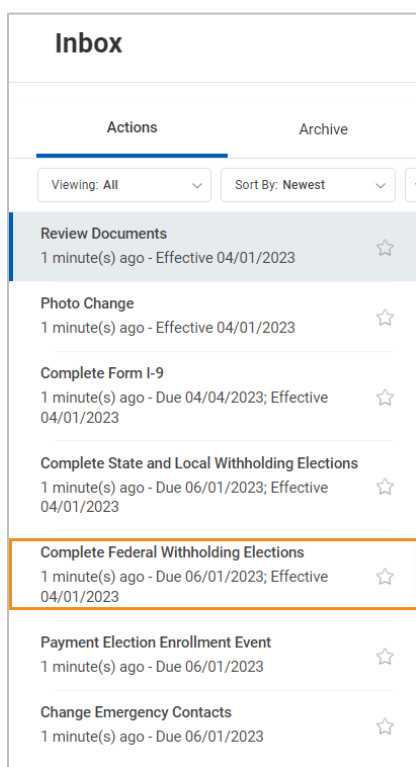 Inbox
Actions Archive
Viewing: All Sort By: Newest
Review Documents
1 minute(s) ago - Effective 04/01/2023
Photo Change
1 minute(s) ago - Effective 04/01/2023
Complete Form I-9
1 minute(s) ago - Due 04/04/2023; Effective
04/01/2023
Complete State and Local Withholding Elections
1 minute(s) ago - Due 06/01/2023; Effective
04/01/2023
Complete Federal Withholding Elections
1 minute(s) ago - Due 06/01/2023; Effective
04/01/2023
Payment Election Enrollment Event
1 minute(s) ago - Due 06/01/2023
Change Emergency Contacts
1 minute(s) ago - Due 06/01/2023